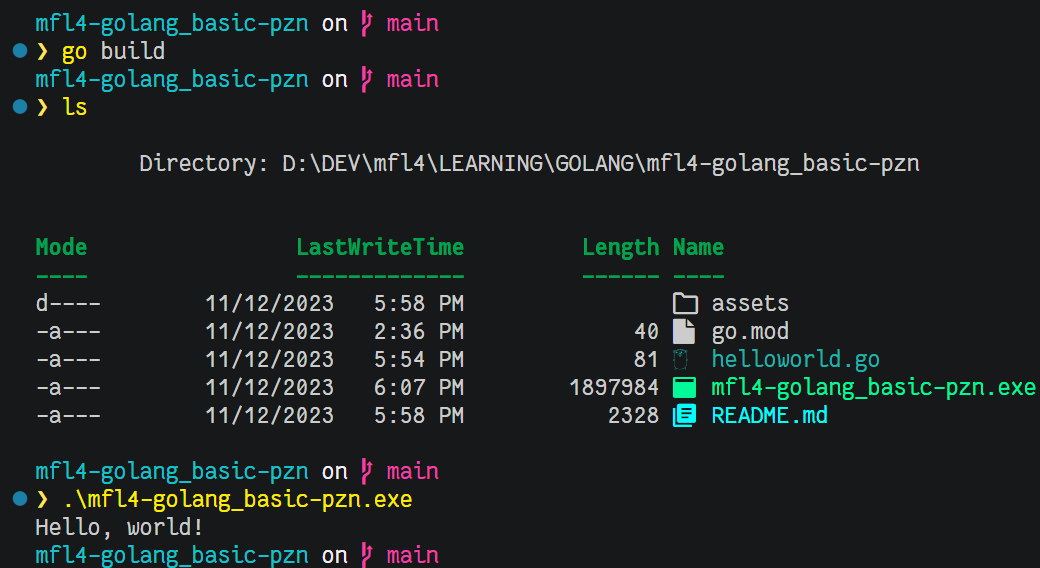 mfl4-golang_basic-pzn on main
❯ go build
mfl4-golang_basic-pzn on main
❯ ls
Directory: D:\DEV\mfl4\LEARNING\GOLANG\mfl4-golang_basic-pzn
Mode LastWriteTime Length Name
---- ------------- ------ ----
d---- 11/12/2023 5:58 PM assets
-a--- 11/12/2023 2:36 PM 40 go.mod
-a--- 11/12/2023 5:54 PM 81 helloworld.go
-a--- 11/12/2023 6:07 PM 1897984 mfl4-golang_basic-pzn.exe
-a--- 11/12/2023 5:58 PM 2328 README.md
mfl4-golang_basic-pzn on main
❯ .\mfl4-golang_basic-pzn.exe
Hello, world!
mfl4-golang_basic-pzn on main